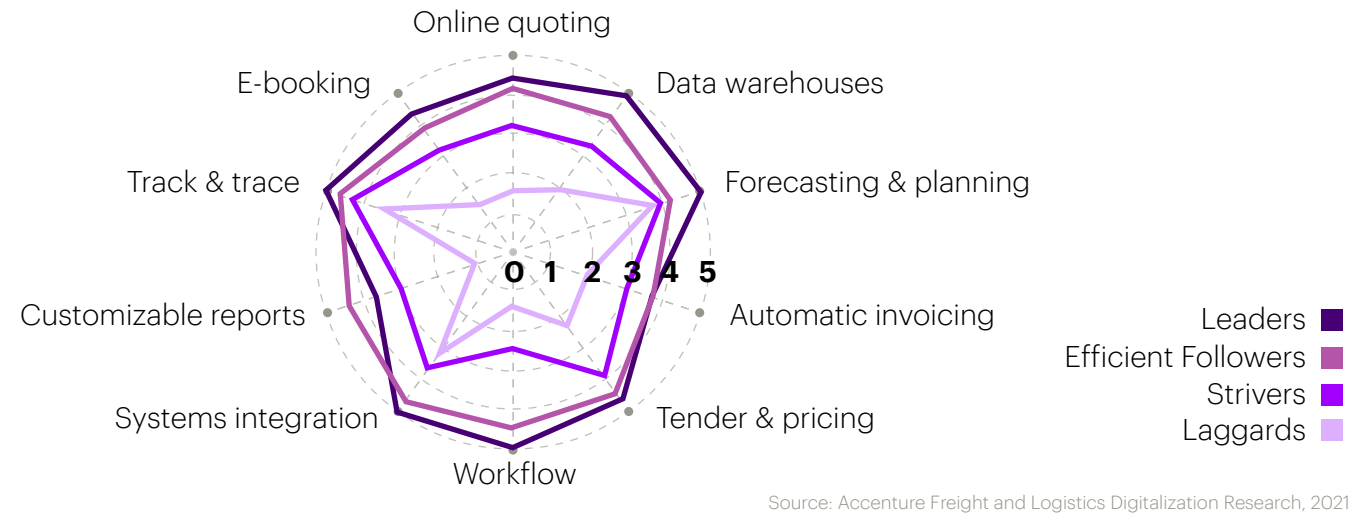 Online quoting
E-booking
Data warehouses
Track & trace
Forecasting & planning
0 1 2 3 4 5
Customizable reports
Automatic invoicing
Systems integration
Tender & pricing
Workflow
Leaders
Efficient Followers
Strivers
Laggards
Source: Accenture Freight and Logistics Digitalization Research, 2021